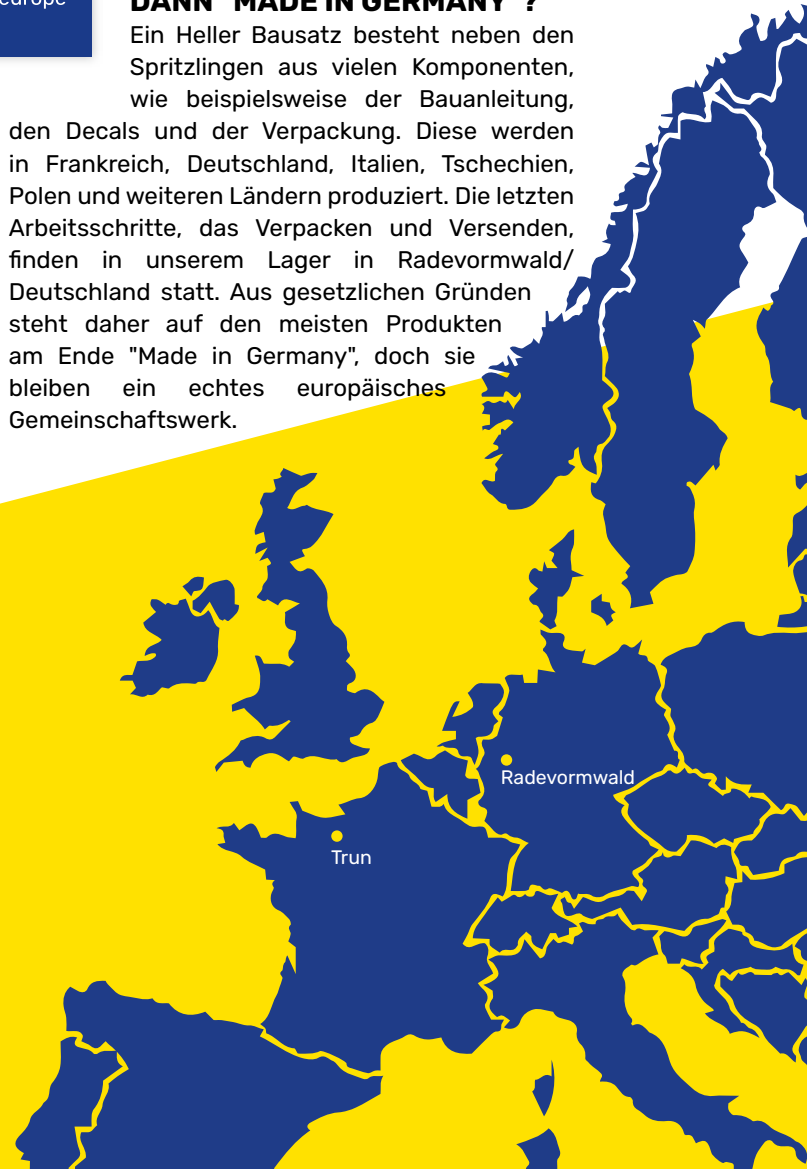 europe
DANN "MADE IN GERMANY"?
Ein Heller Bausatz besteht neben den
Spritzlingen aus vielen Komponenten,
wie beispielsweise der Bauanleitung,
den Decals und der Verpackung. Diese werden
in Frankreich, Deutschland, Italien, Tschechien,
Polen und weiteren Ländern produziert. Die letzten
Arbeitsschritte, das Verpacken und Versenden,
finden in unserem Lager in Radevormwald/
Deutschland statt. Aus gesetzlichen Gründen
steht daher auf den meisten Produkten
am Ende "Made in Germany", doch sie
bleiben ein echtes europäisches
Gemeinschaftswerk.
Radevormwald
Trun